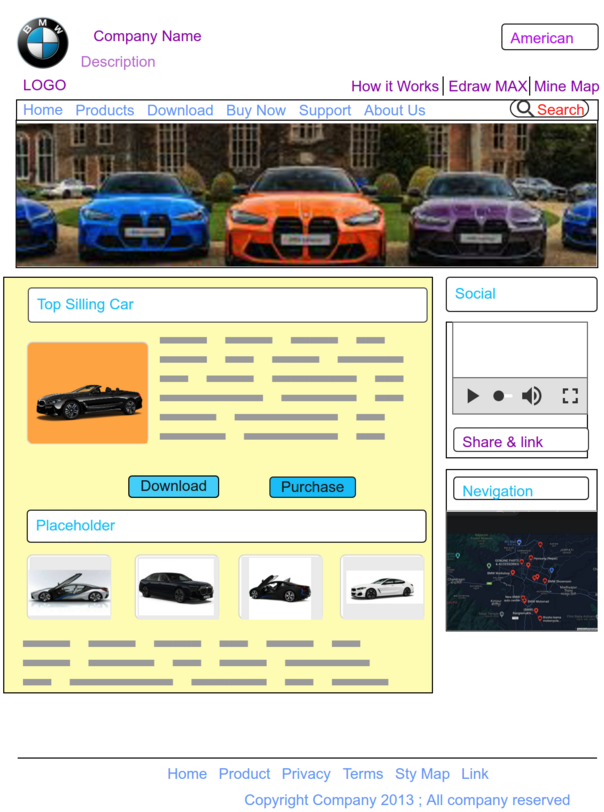 BMW
Company Name
American
Description
LOGO
How it Works Edraw MAX Mine Map
Home Products Download Buy Now Support About Us Search
Top Silling Car
Social
Share & link
Download Purchase
Navigation
Placeholder
Home Product Privacy Terms Sty Map Link
Copyright Company 2013 ; All company reserved